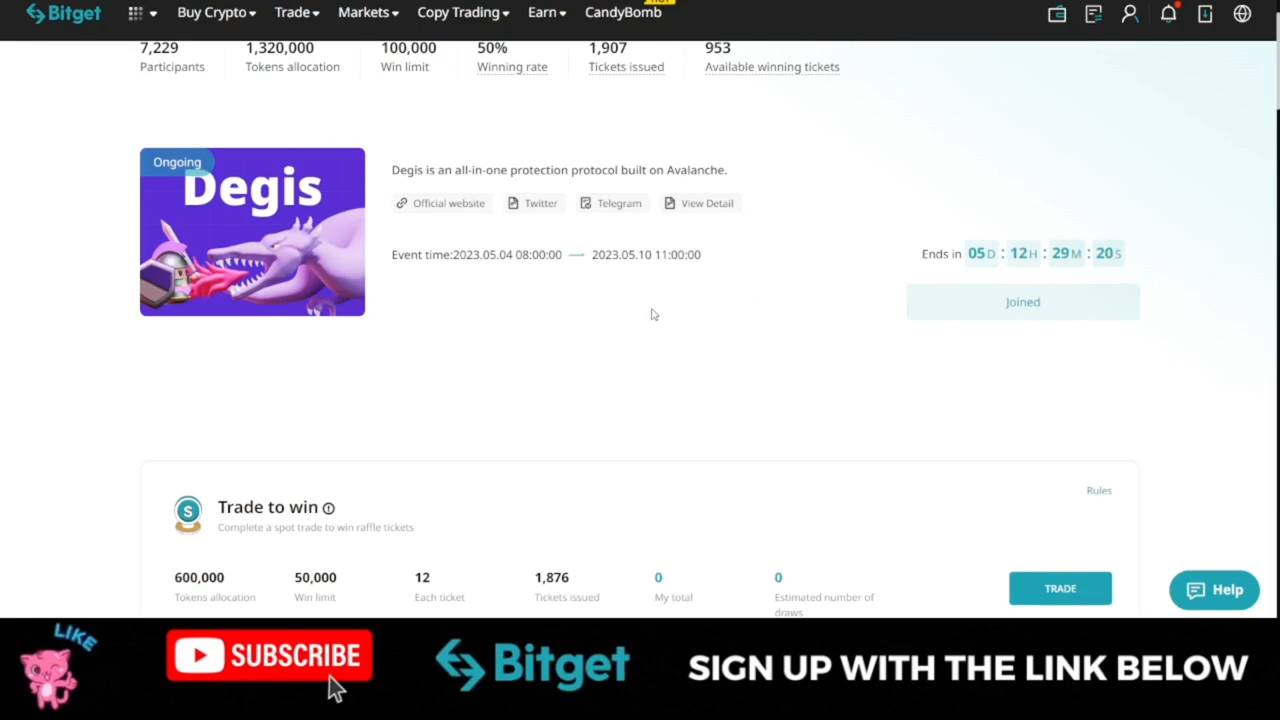 Bitget
Buy Crypto
Trade
Markets
Copy Trading
Earn
CandyBomb
7,229
1,320,000
100,000
50%
1,907
953
Participants
Tokens allocation
Win limit
Winning rate
Tickets issued
Available winning tickets
Ongoing
Degis
Degis is an all-in-one protection protocol built on Avalanche.
Official website
Twitter
Telegram
View Detail
Event time:2023.05.04 08:00:00
2023.05.10 11:00:00
Ends in 05D : 12H : 29M : 20S
Joined
Trade to win
Rules
Complete a spot trade to win raffle tickets
600,000
50,000
12
1,876
0
0
Tokens allocation
Win limit
Each ticket
Tickets issued
My total
Estimated number of
draws
TRADE
Help
LIKE
SUBSCRIBE
Bitget
SIGN UP WITH THE LINK BELOW